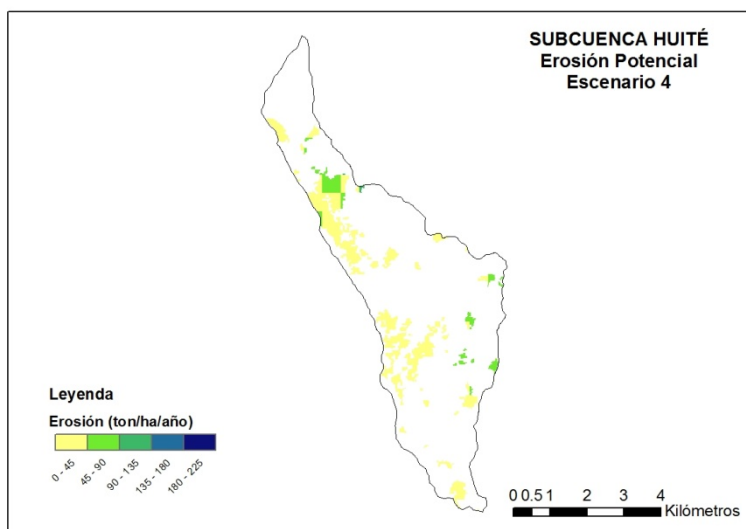 SUBCUENCA HUITÉ
Erosión Potencial
Escenario 4
Leyenda
Erosión (ton/ha/año)
0 - 45
45 - 90
90 - 135
135 - 180
180 - 225
0 0.5 1 2 3 4
Kilómetros